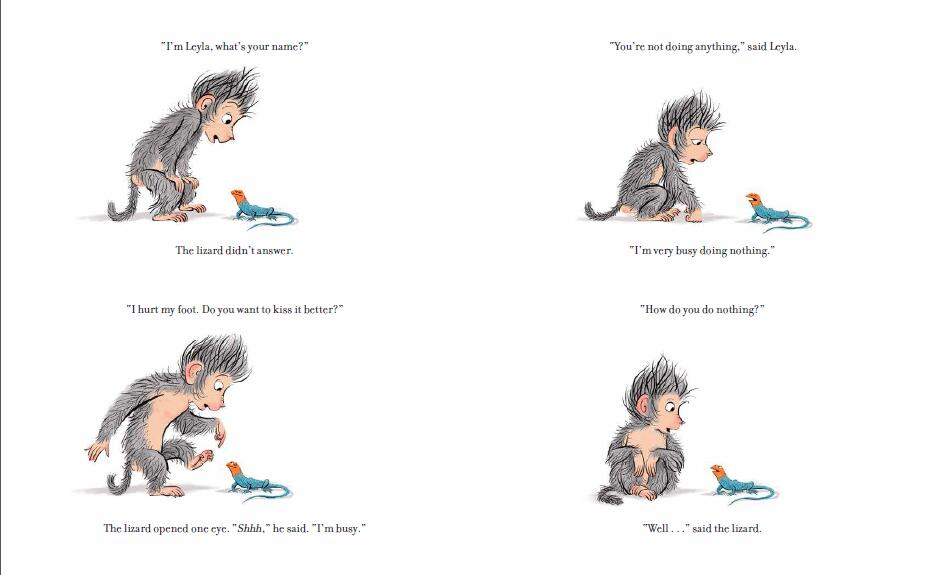 "I'm Leyla, what's your name?"
The lizard didn't answer.
"I hurt my foot. Do you want to kiss it better?"
The lizard opened one eye. "Shhh," he said. "I'm busy."
"You're not doing anything," said Leyla.
"I'm very busy doing nothing."
"How do you do nothing?"
"Well . . ." said the lizard.